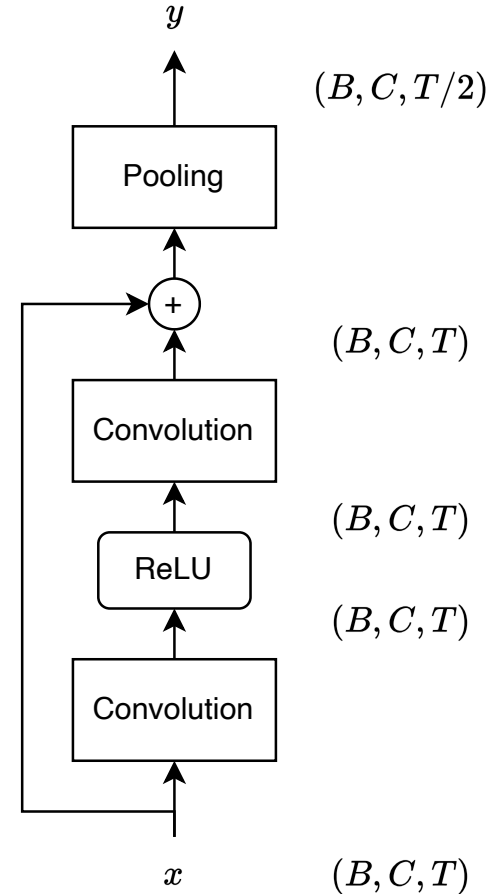 y
(B, C, T/2)
Pooling
+
(B, C, T)
Convolution
(B, C, T)
ReLU
(B, C, T)
Convolution
x
(B, C, T)